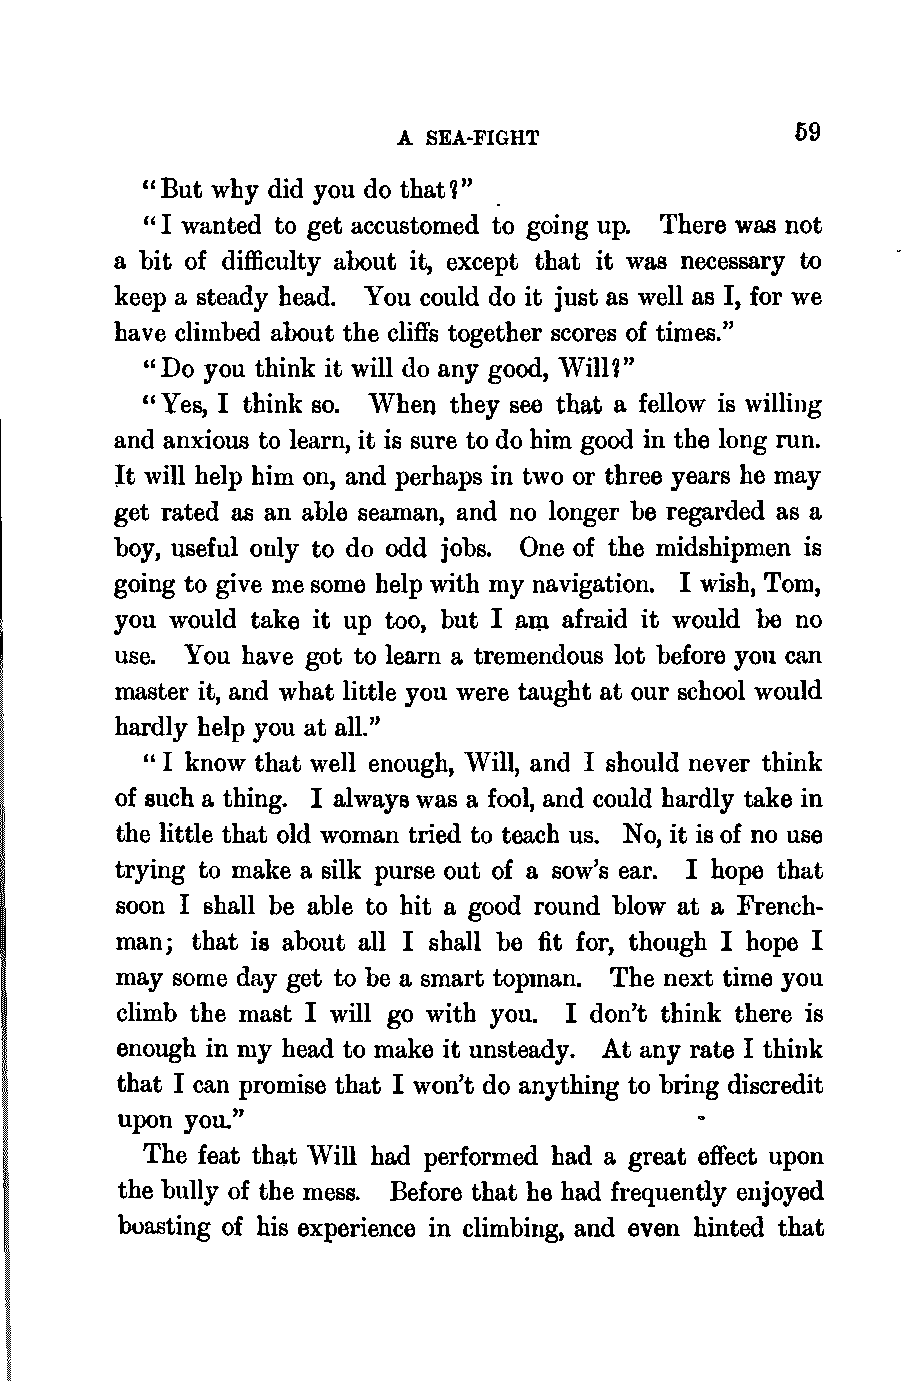 A SEA-FIGHT 59
"But why did you do that?"
"I wanted to get accustomed to going up. There was not
a bit of difficulty about it, except that it was necessary to
keep a steady head. You could do it just as well as I, for we
have climbed about the cliffs together scores of times."
"Do you think it will do any good, Will?"
"Yes, I think so. When they see that a fellow is willing
and anxious to learn, it is sure to do him good in the long run.
It will help him on, and perhaps in two or three years he may
get rated as an able seaman, and no longer be regarded as a
boy, useful only to do odd jobs. One of the midshipmen is
going to give me some help with my navigation. I wish, Tom,
you would take it up too, but I am afraid it would be no
use. You have got to learn a tremendous lot before you can
master it, and what little you were taught at our school would
hardly help you at all."
"I know that well enough, Will, and I should never think
of such a thing. I always was a fool, and could hardly take in
the little that old woman tried to teach us. No, it is of no use
trying to make a silk purse out of a sow's ear. I hope that
soon I shall be able to hit a good round blow at a French-
man; that is about all I shall be fit for, though I hope I
may some day get to be a smart topman. The next time you
climb the mast I will go with you. I don't think there is
enough in my head to make it unsteady. At any rate I think
that I can promise that I won't do anything to bring discredit
upon you."
The feat that Will had performed had a great effect upon
the bully of the mess. Before that he had frequently enjoyed
boasting of his experience in climbing, and even hinted that